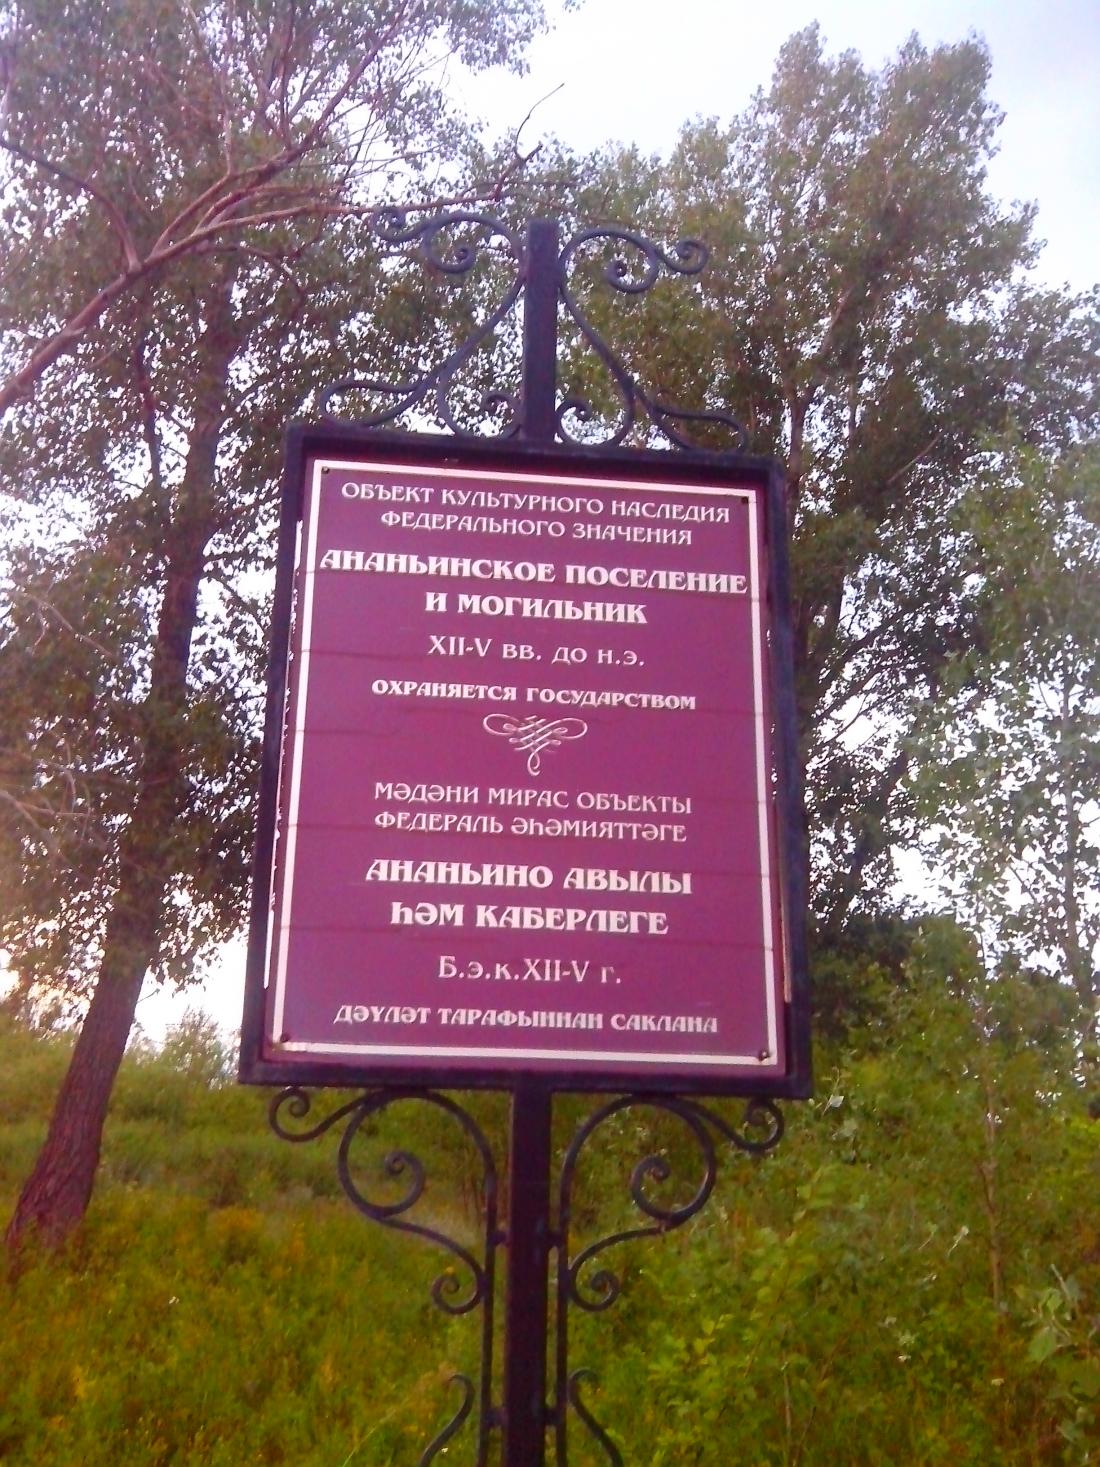 ОБЪЕКТ КУЛЬТУРНОГО НАСЛЕДИЯ
ФЕДЕРАЛЬНОГО ЗНАЧЕНИЯ
АНАНЬИНСКОЕ ПОСЕЛЕНИЕ
И МОГИЛЬНИК
XII-V вв. до н.э.
ОХРАНЯЕТСЯ ГОСУДАРСТВОМ
МӘДӘНИ МИРАС ОБЪЕКТЫ
ФЕДЕРАЛЬ ӘҺӘМИЯТТӘГЕ
АНАНЬИНО АВЫЛЫ
ҺӘМ КАБЕРЛЕГЕ
Б.э.к.XII-V г.
ДӘҮЛӘТ ТАРАФЫННАН САКЛАНА